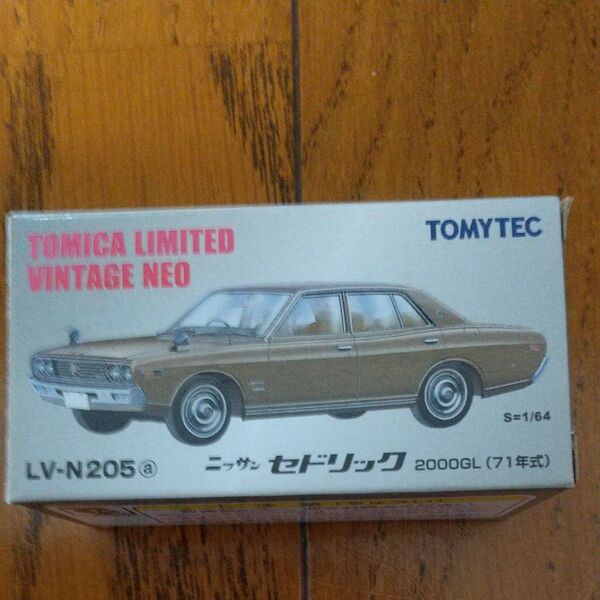 TOMICA LIMITED
VINTAGE NEO
TOMYTEC
S=1/64
LV-N205ⓐ
ニッサン セドリック 2000GL(71年式)